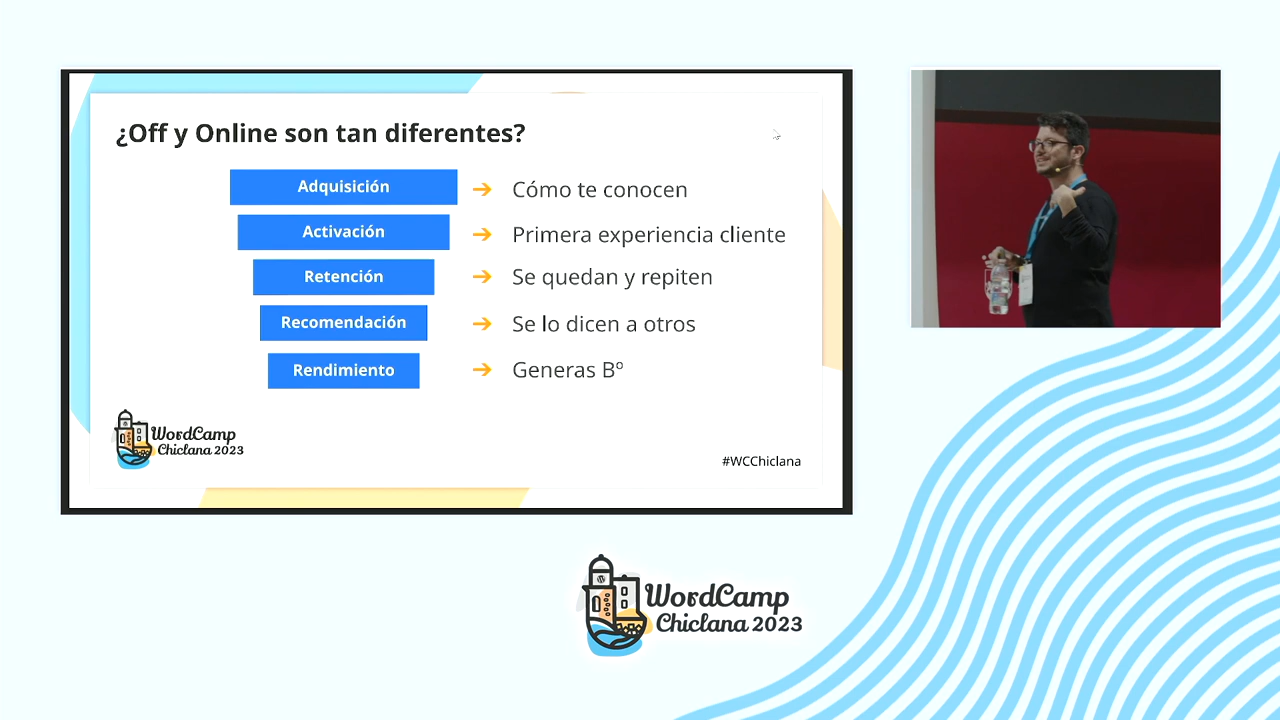 ¿Off y Online son tan diferentes?
Adquisición ➔ Cómo te conocen
Activación ➔ Primera experiencia cliente
Retención ➔ Se quedan y repiten
Recomendación ➔ Se lo dicen a otros
Rendimiento ➔ Generas Bº
WordCamp
Chiclana 2023
#WCChiclana
WordCamp
Chiclana 2023